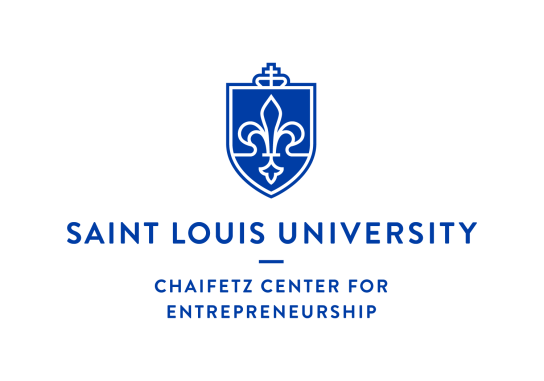 SAINT LOUIS UNIVERSITY
CHAIFETZ CENTER FOR
ENTREPRENEURSHIP